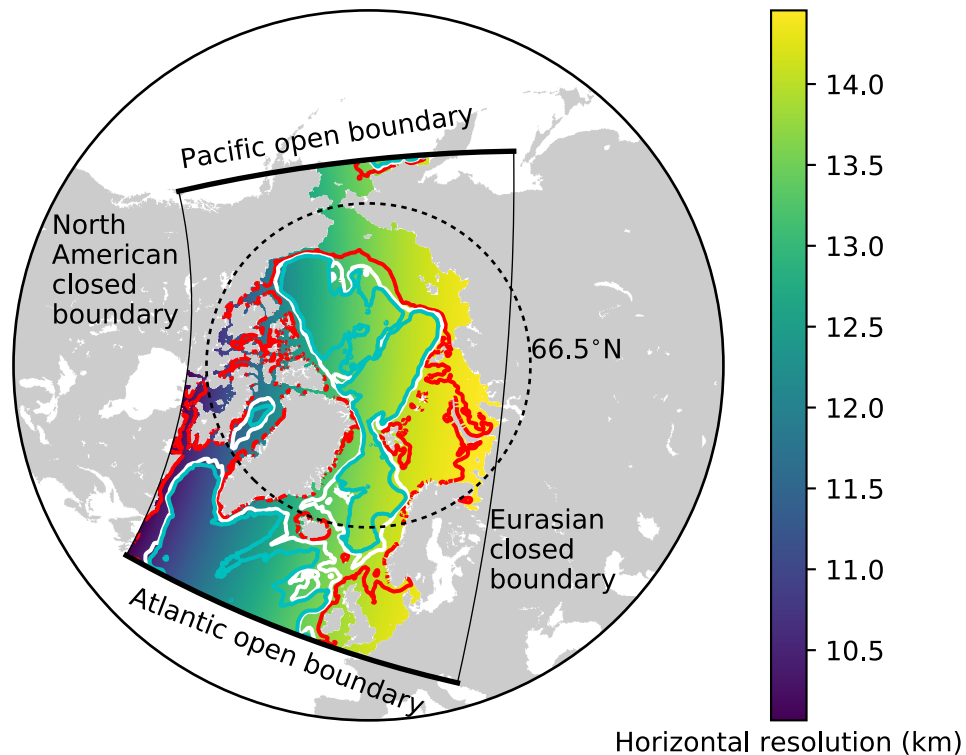 Pacific open boundary
North
American
closed
boundary
66.5°N
Eurasian
closed
boundary
Atlantic open boundary
14.0
13.5
13.0
12.5
12.0
11.5
11.0
10.5
Horizontal resolution (km)